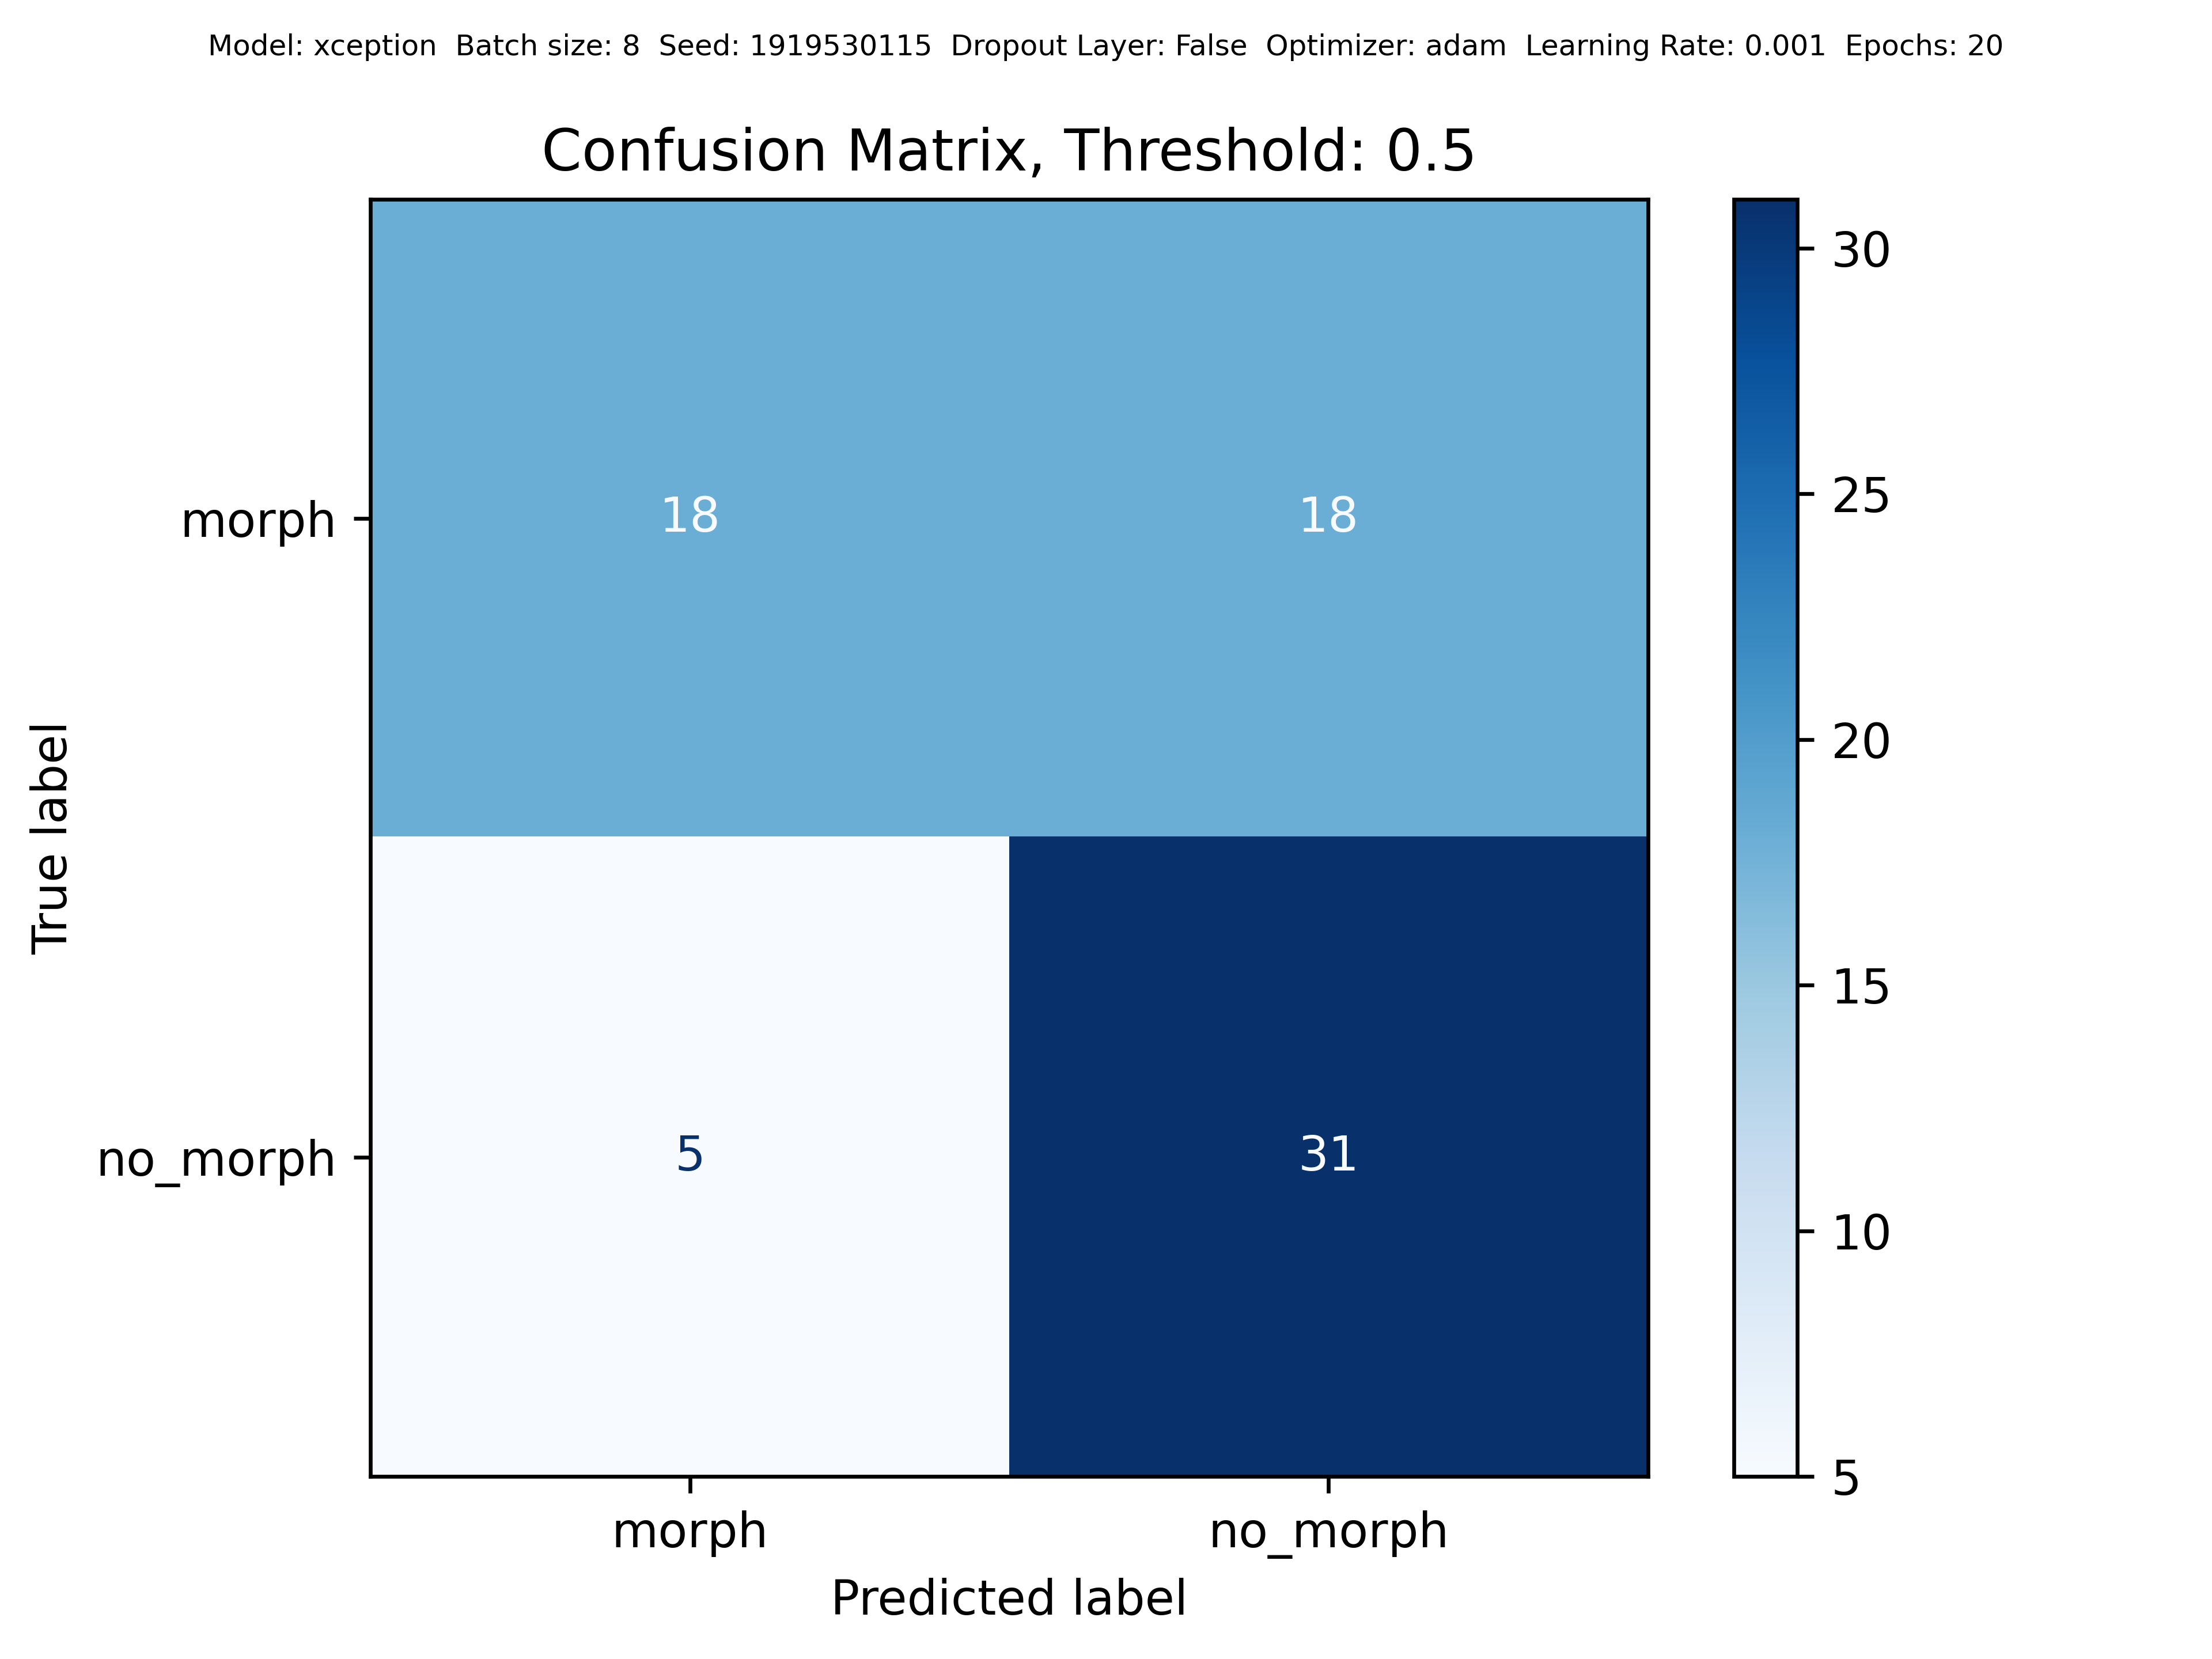 Model: xception  Batch size: 8  Seed: 1919530115  Dropout Layer: False  Optimizer: adam  Learning Rate: 0.001  Epochs: 20
Confusion Matrix, Threshold: 0.5
True label
morph
18
18
no_morph
5
31
morph
no_morph
Predicted label
30
25
20
15
10
5